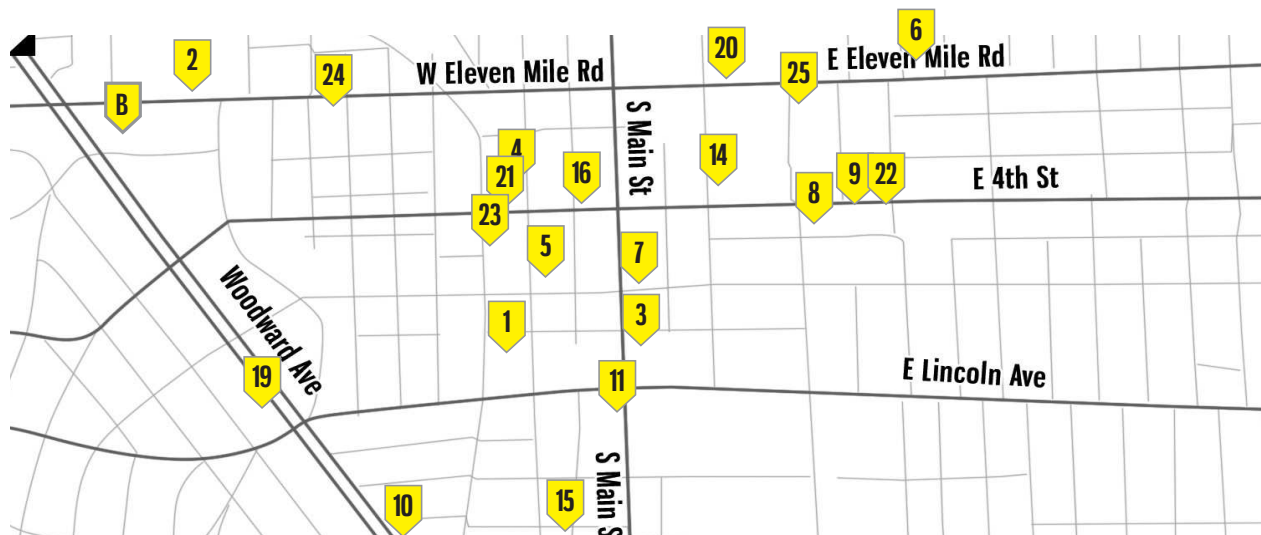 6
2
20
E Eleven Mile Rd
24
W Eleven Mile Rd
25
B
S Main St
4
14
21
16
9
22
E 4th St
8
23
5
7
Woodward Ave
3
1
19
11
E Lincoln Ave
S Main S
10
15